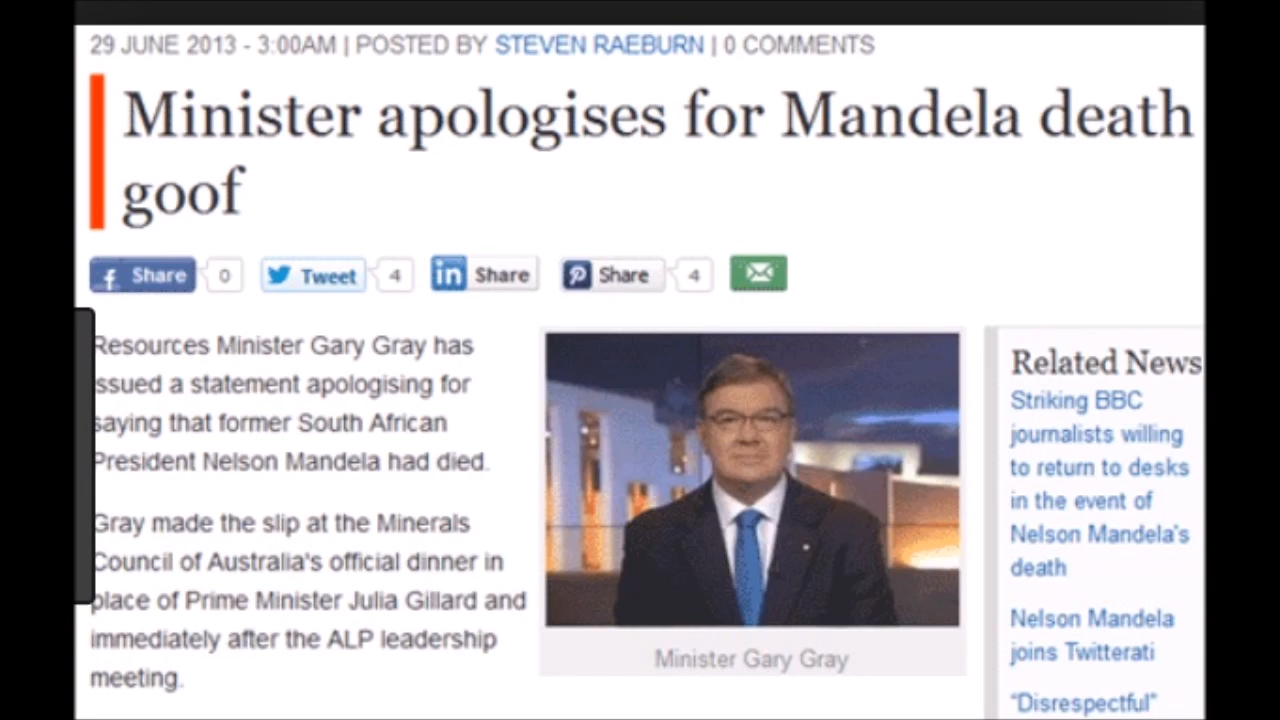 29 JUNE 2013 - 3:00AM | POSTED BY STEVEN RAEBURN | 0 COMMENTS
Minister apologises for Mandela death
goof
f Share 0 Tweet 4 in Share Share 4
Resources Minister Gary Gray has
issued a statement apologising for
saying that former South African
President Nelson Mandela had died.
Gray made the slip at the Minerals
Council of Australia's official dinner in
place of Prime Minister Julia Gillard and
immediately after the ALP leadership
meeting.
Minister Gary Gray
Related News
Striking BBC
journalists willing
to return to desks
in the event of
Nelson Mandela's
death
Nelson Mandela
joins Twitterati
"Disrespectful"